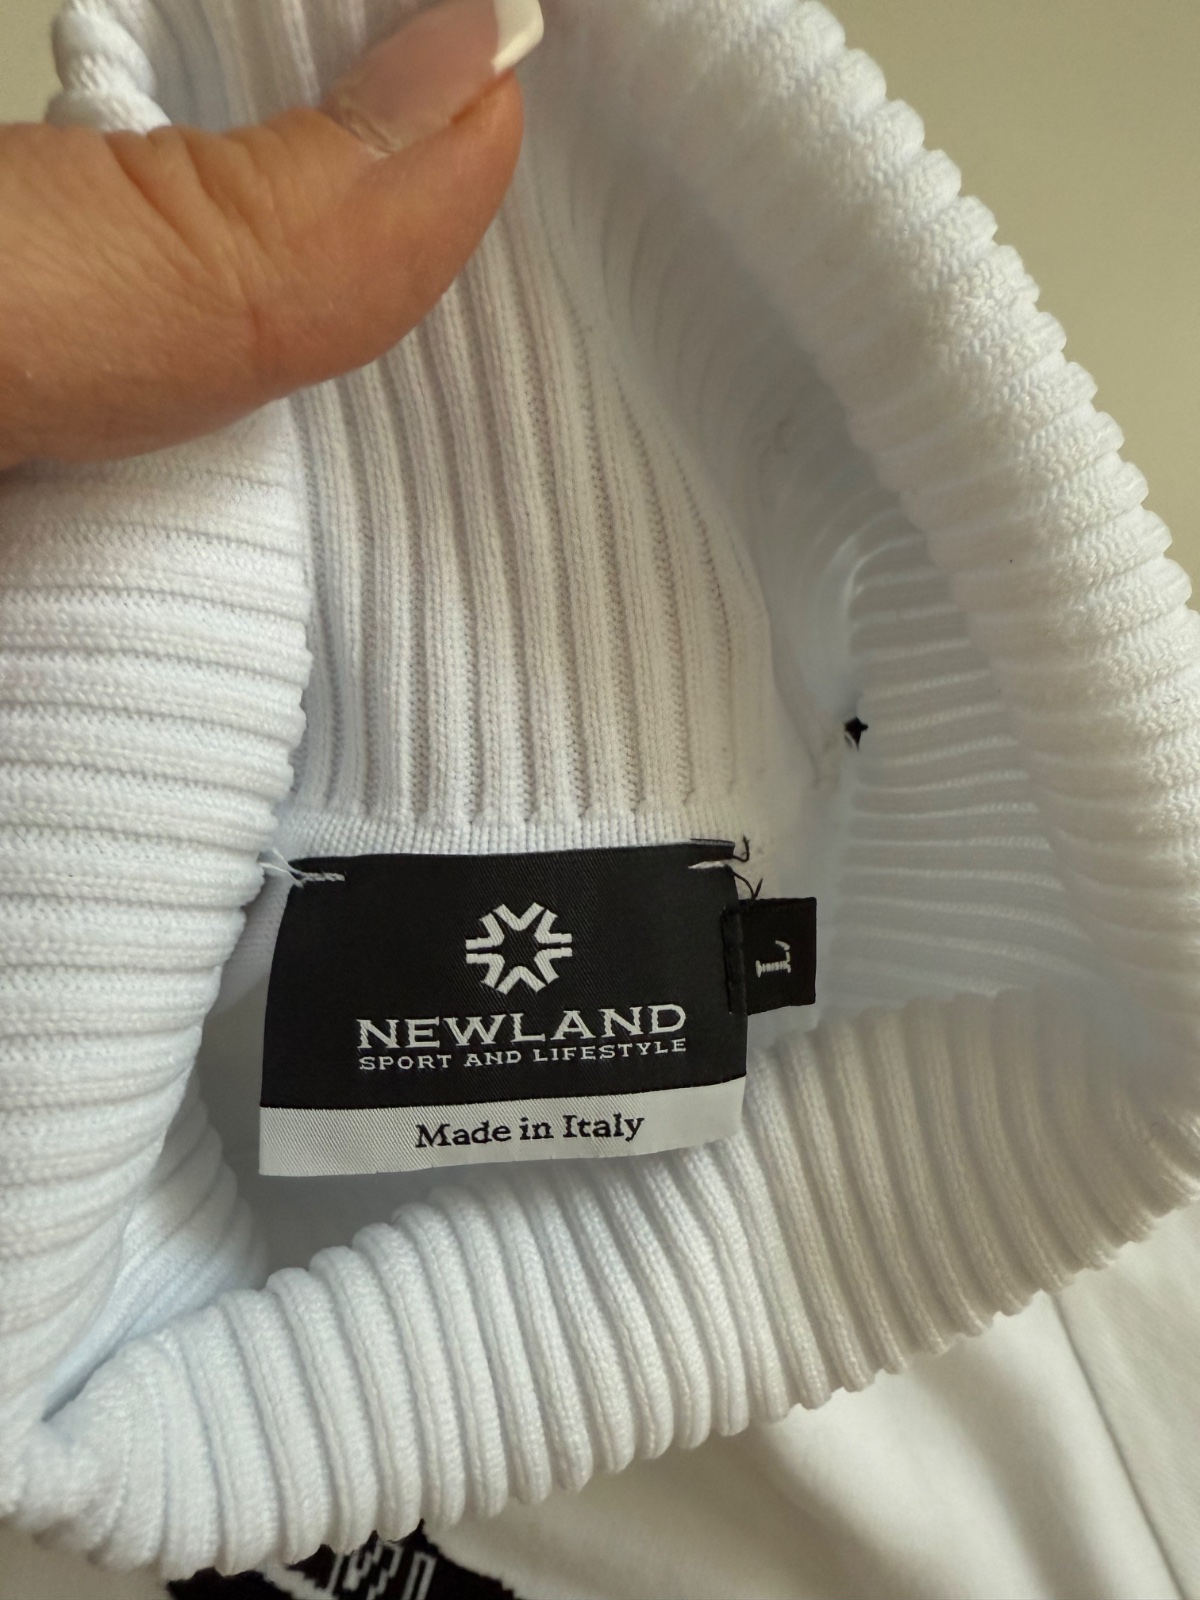 NEWLAND
SPORT AND LIFESTYLE
Made in Italy
L